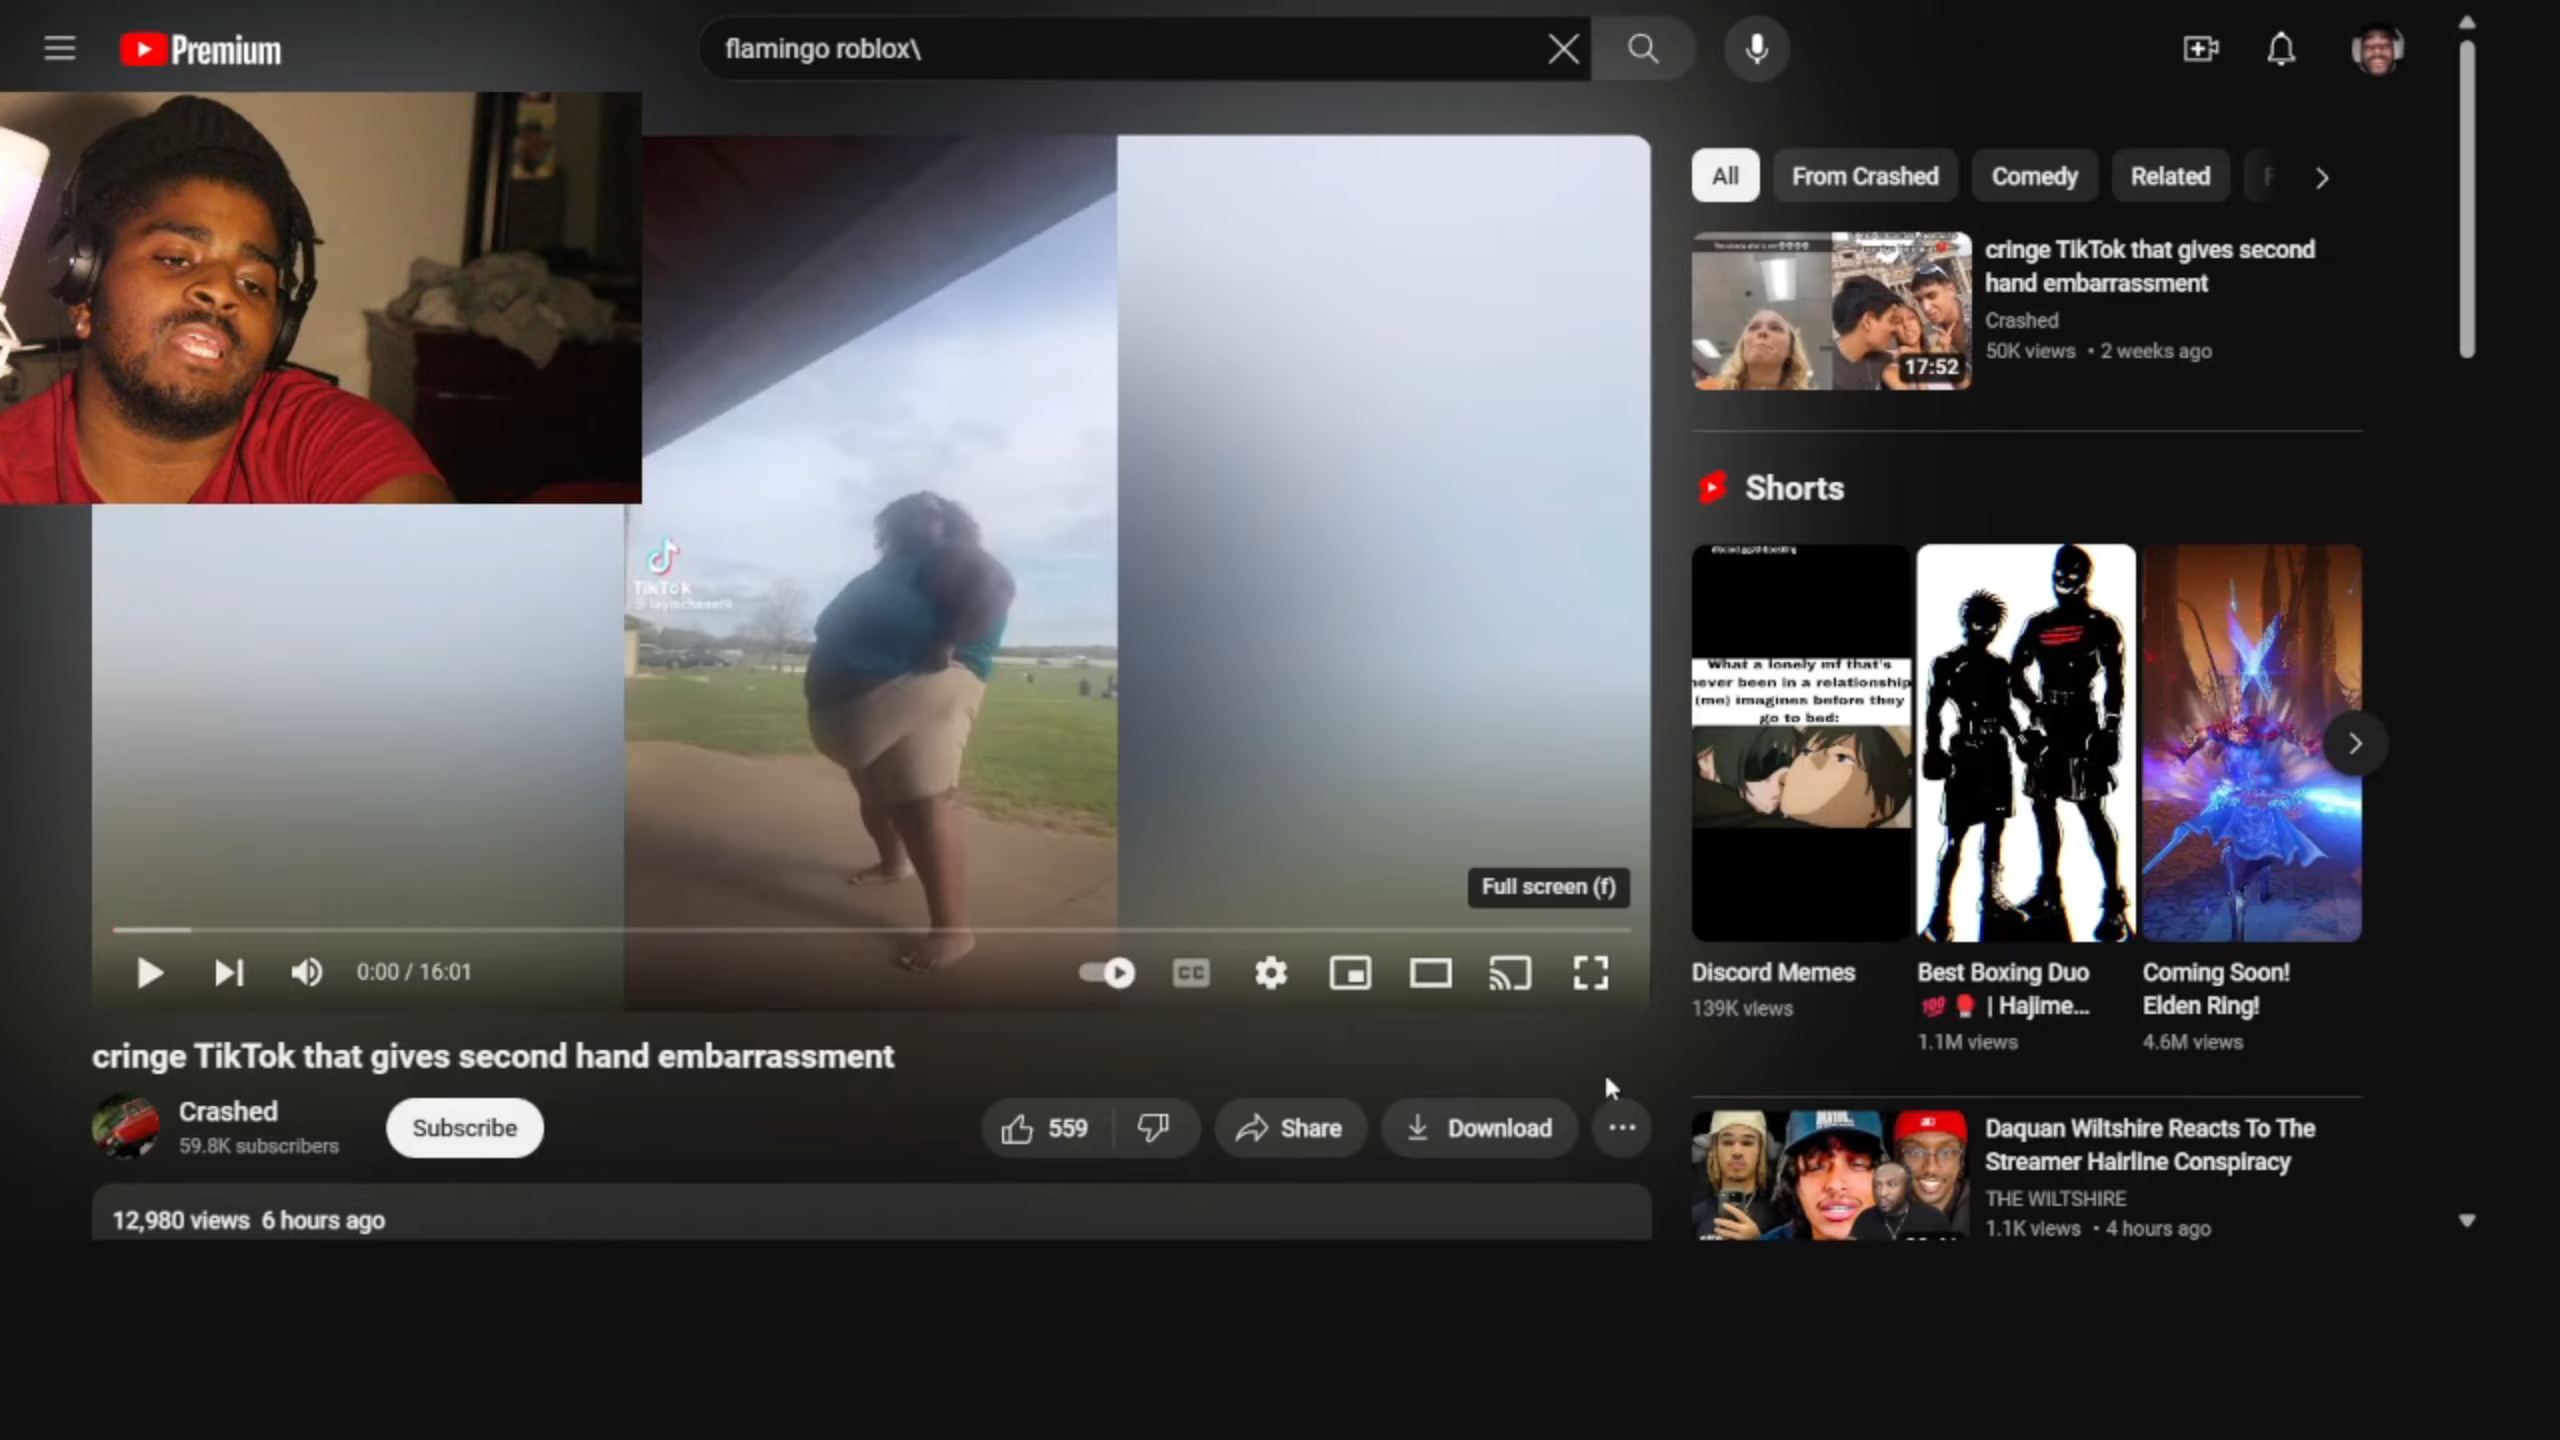 Premium
flamingo roblox\
All
From Crashed
Comedy
Related
cringe TikTok that gives second
hand embarrassment
Crashed
50K views • 2 weeks ago
17:52
Shorts
TikTok
What a lonely mf that's
never been in a relationship
(me) imagines before they
go to bed:
Full screen (f)
0:00 / 16:01
CC
Discord Memes
139K views
Best Boxing Duo
💯 🥊 | Hajime...
1.1M views
Coming Soon!
Elden Ring!
4.6M views
cringe TikTok that gives second hand embarrassment
Crashed
59.8K subscribers
Subscribe
559
Share
Download
Daquan Wiltshire Reacts To The
Streamer Hairline Conspiracy
THE WILTSHIRE
1.1K views • 4 hours ago
12,980 views 6 hours ago